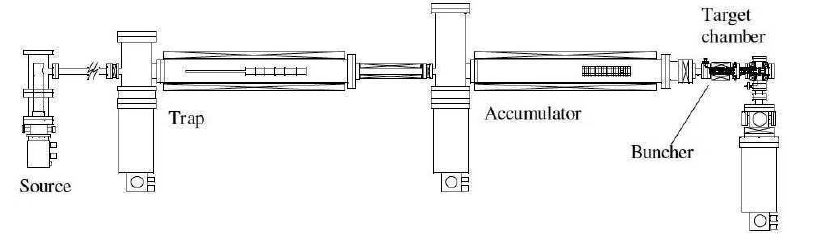 Target
chamber
Trap
Accumulator
Buncher
Source